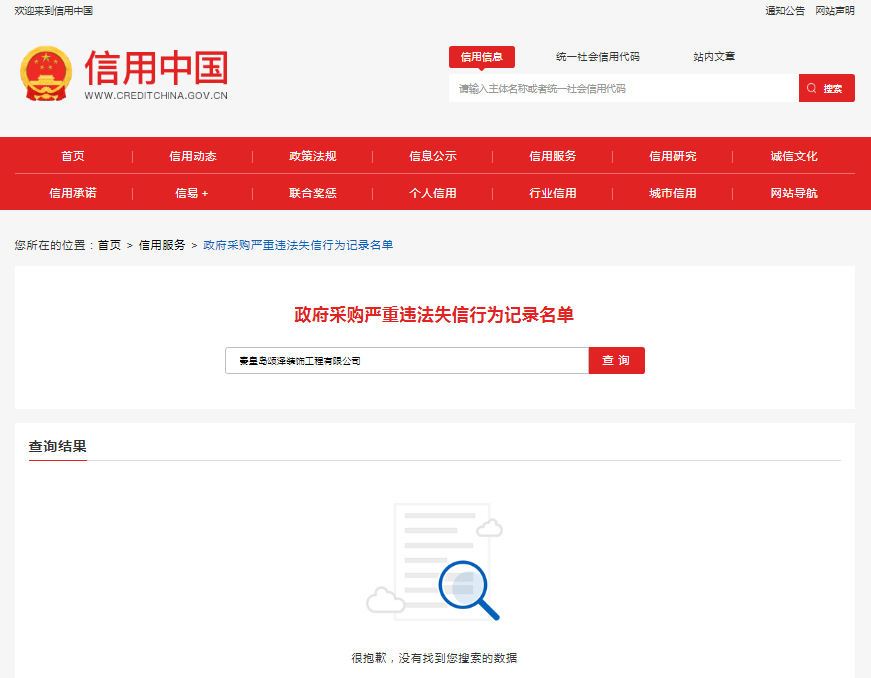 欢迎来到信用中国
通知公告 网站声明
信用中国
WWW.CREDITCHINA.GOV.CN
信用信息 统一社会信用代码 站内文章
请输入主体名称或者统一社会信用代码 搜索
首页 信用动态 政策法规 信息公示 信用服务 信用研究 诚信文化
信用承诺 信易+ 联合奖惩 个人信用 行业信用 城市信用 网站导航
您所在的位置：首页 > 信用服务 > 政府采购严重违法失信行为记录名单
政府采购严重违法失信行为记录名单
秦皇岛颂泽装饰工程有限公司 查询
查询结果
很抱歉，没有找到您搜索的数据